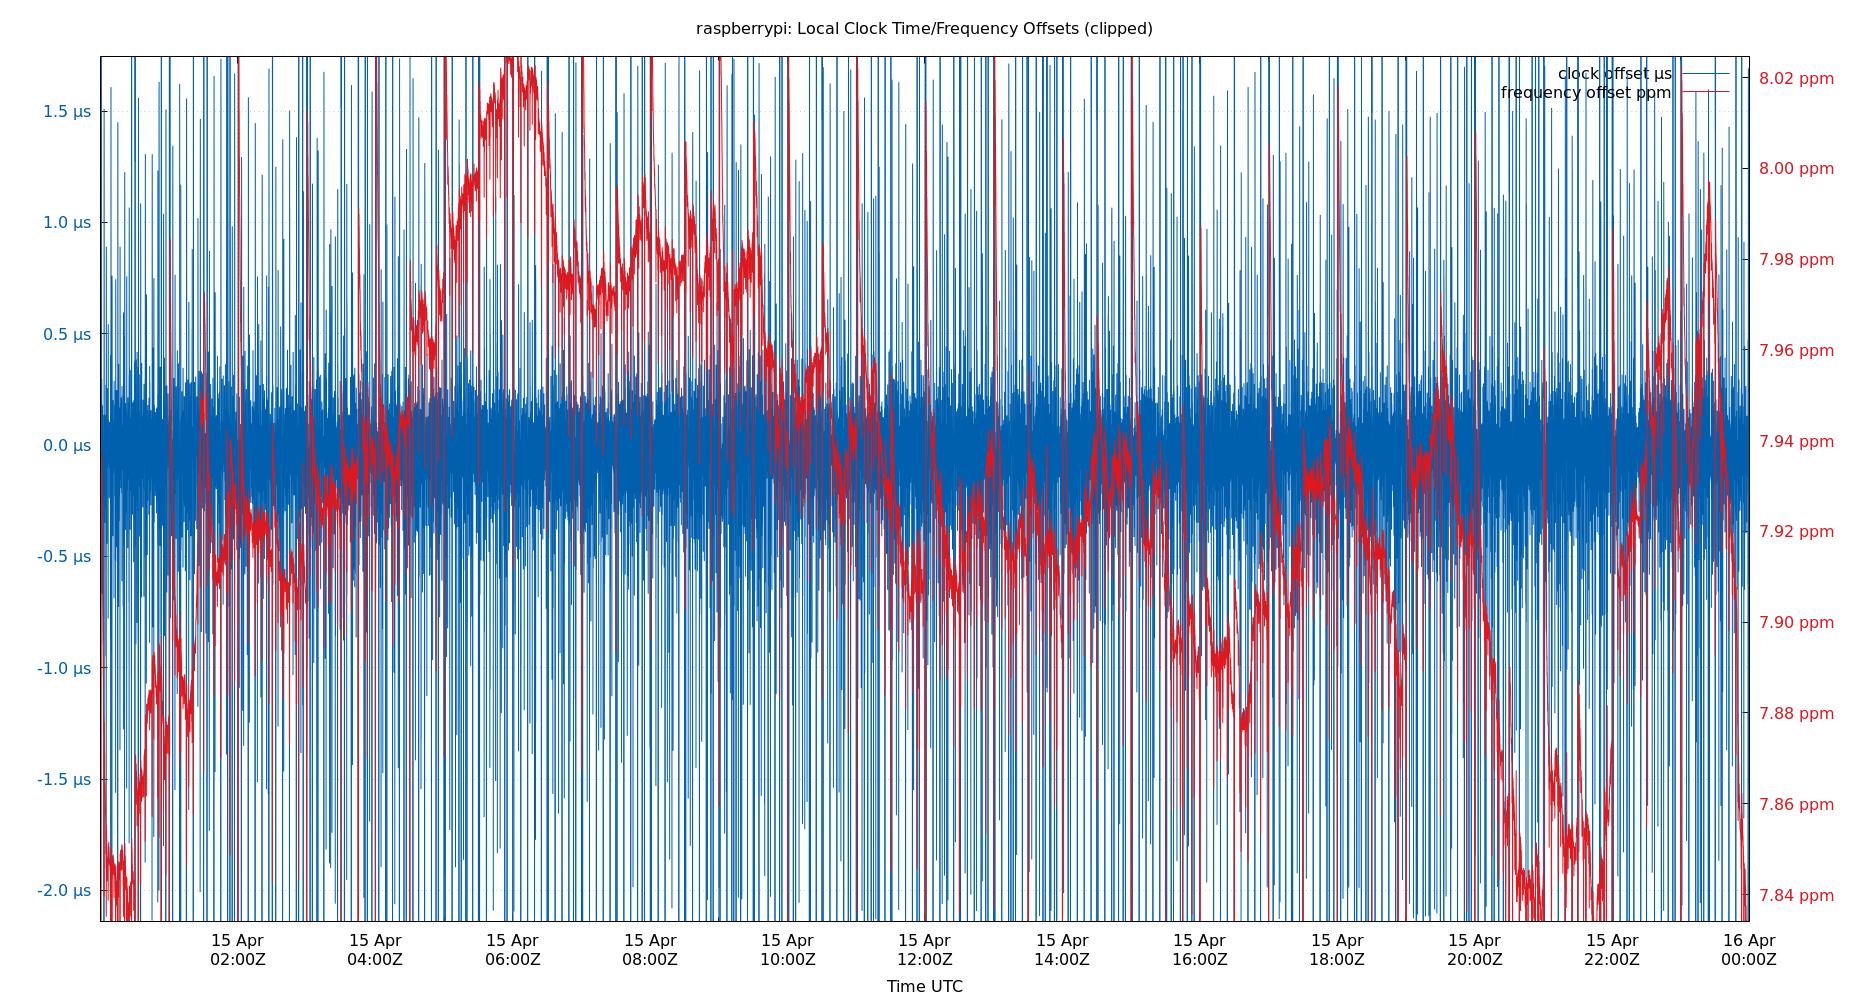 raspberrypi: Local Clock Time/Frequency Offsets (clipped)
clock offset µs
frequency offset ppm
1.5 µs
1.0 µs
0.5 µs
0.0 µs
-0.5 µs
-1.0 µs
-1.5 µs
-2.0 µs
8.02 ppm
8.00 ppm
7.98 ppm
7.96 ppm
7.94 ppm
7.92 ppm
7.90 ppm
7.88 ppm
7.86 ppm
7.84 ppm
15 Apr 15 Apr 15 Apr 15 Apr 15 Apr 15 Apr 15 Apr 15 Apr 15 Apr 15 Apr 15 Apr 16 Apr
02:00Z 04:00Z 06:00Z 08:00Z 10:00Z 12:00Z 14:00Z 16:00Z 18:00Z 20:00Z 22:00Z 00:00Z
Time UTC